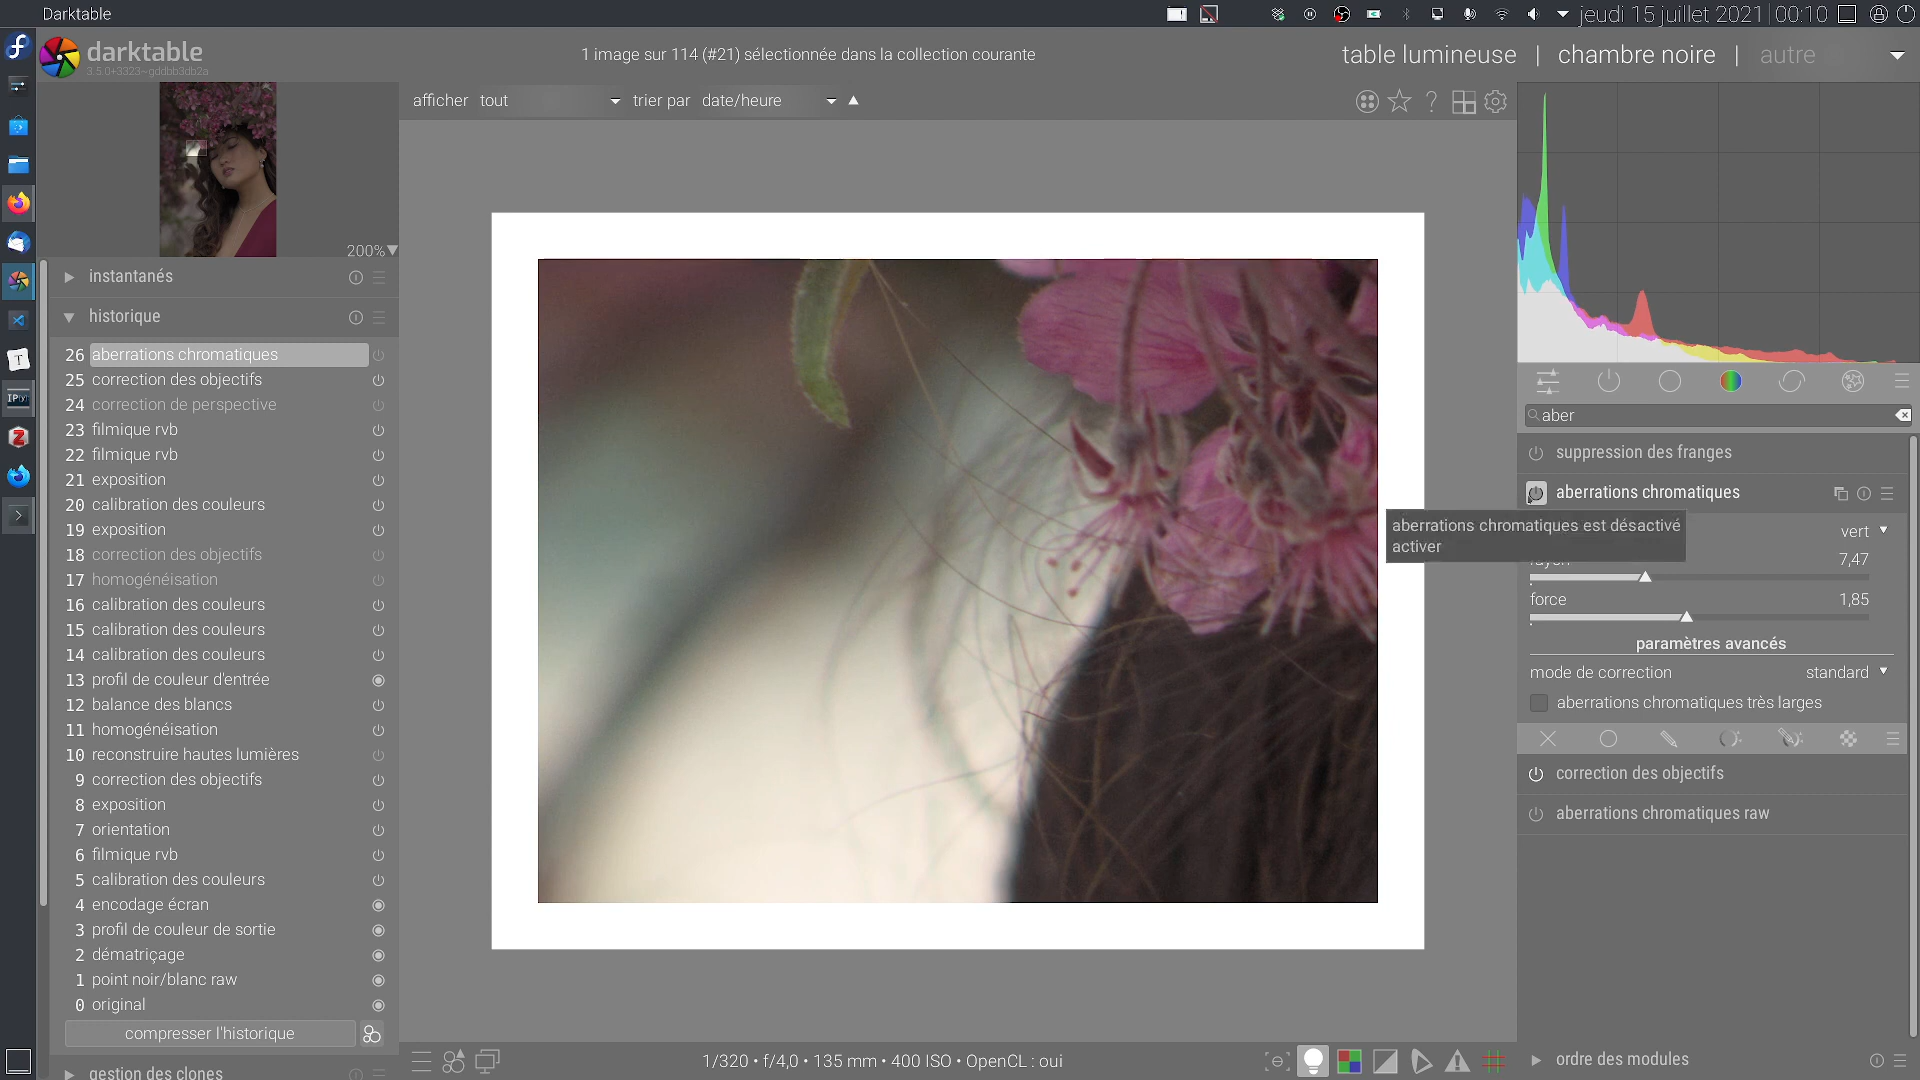 Darktable
jeudi 15 juillet 2021 00:10
darktable
3.5.0+3323~gddbb3db2a
1 image sur 114 (#21) sélectionnée dans la collection courante
table lumineuse | chambre noire | autre
afficher tout trier par date/heure
?
200%
instantanés
historique
26 aberrations chromatiques
25 correction des objectifs
24 correction de perspective
23 filmique rvb
22 filmique rvb
21 exposition
20 calibration des couleurs
19 exposition
18 correction des objectifs
17 homogénéisation
16 calibration des couleurs
15 calibration des couleurs
14 calibration des couleurs
13 profil de couleur d'entrée
12 balance des blancs
11 homogénéisation
10 reconstruire hautes lumières
9 correction des objectifs
8 exposition
7 orientation
6 filmique rvb
5 calibration des couleurs
4 encodage écran
3 profil de couleur de sortie
2 dématriçage
1 point noir/blanc raw
0 original
compresser l'historique
gestion des clones
1/320 • f/4,0 • 135 mm • 400 ISO • OpenCL : oui
aber
suppression des franges
aberrations chromatiques
aberrations chromatiques est désactivé
activer
vert
rayon 7,47
force 1,85
paramètres avancés
mode de correction standard
aberrations chromatiques très larges
correction des objectifs
aberrations chromatiques raw
ordre des modules